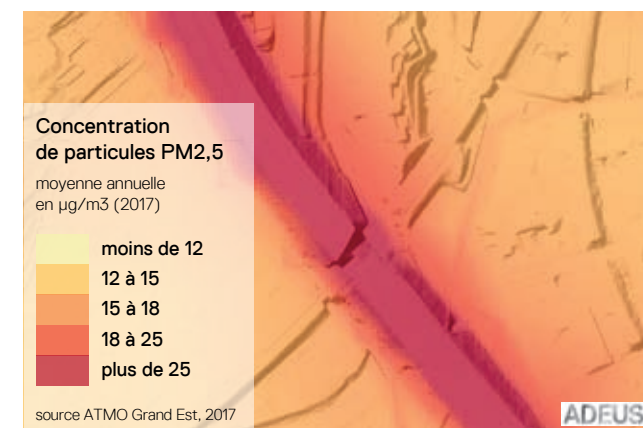 Concentration
de particules PM2,5
moyenne annuelle
en µg/m3 (2017)
moins de 12
12 à 15
15 à 18
18 à 25
plus de 25
source ATMO Grand Est, 2017
ADEUS